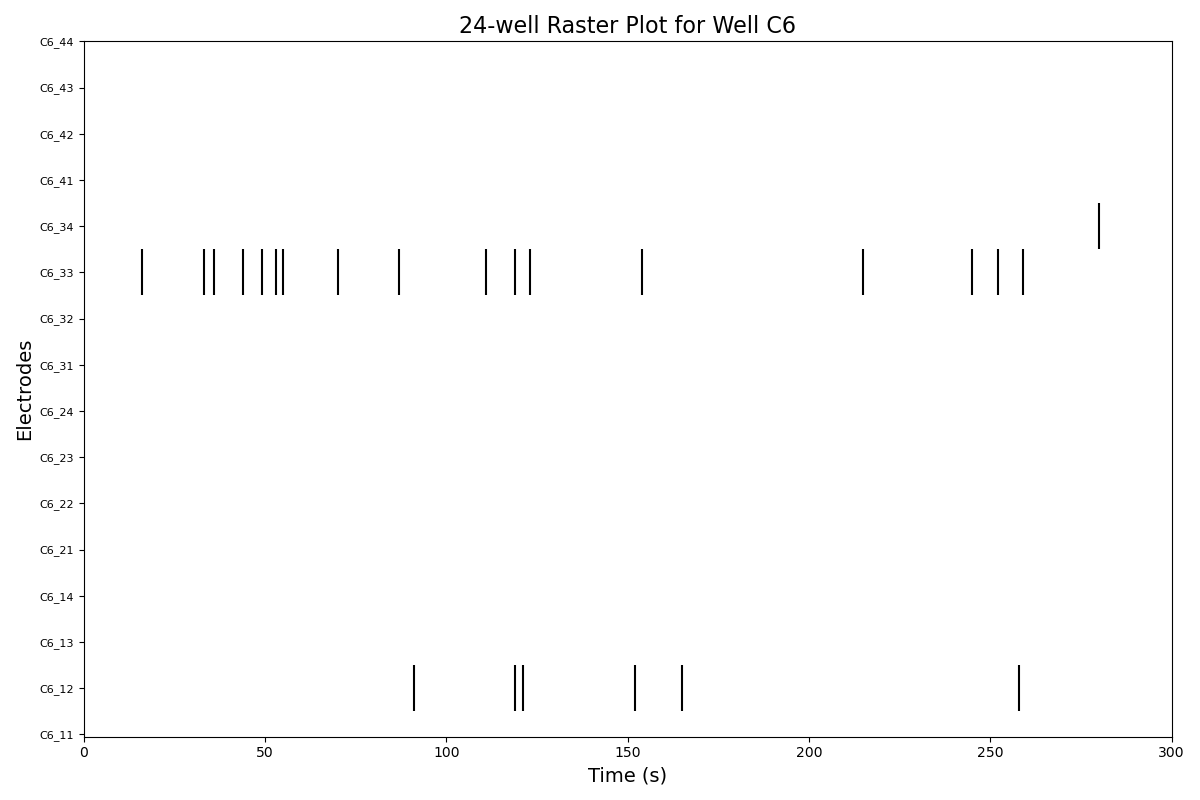 24-well Raster Plot for Well C6
C6_44
C6_43
C6_42
C6_41
C6_34
C6_33
C6_32
C6_31
C6_24
C6_23
C6_22
C6_21
C6_14
C6_13
C6_12
C6_11
Electrodes
0 50 100 150 200 250 300
Time (s)